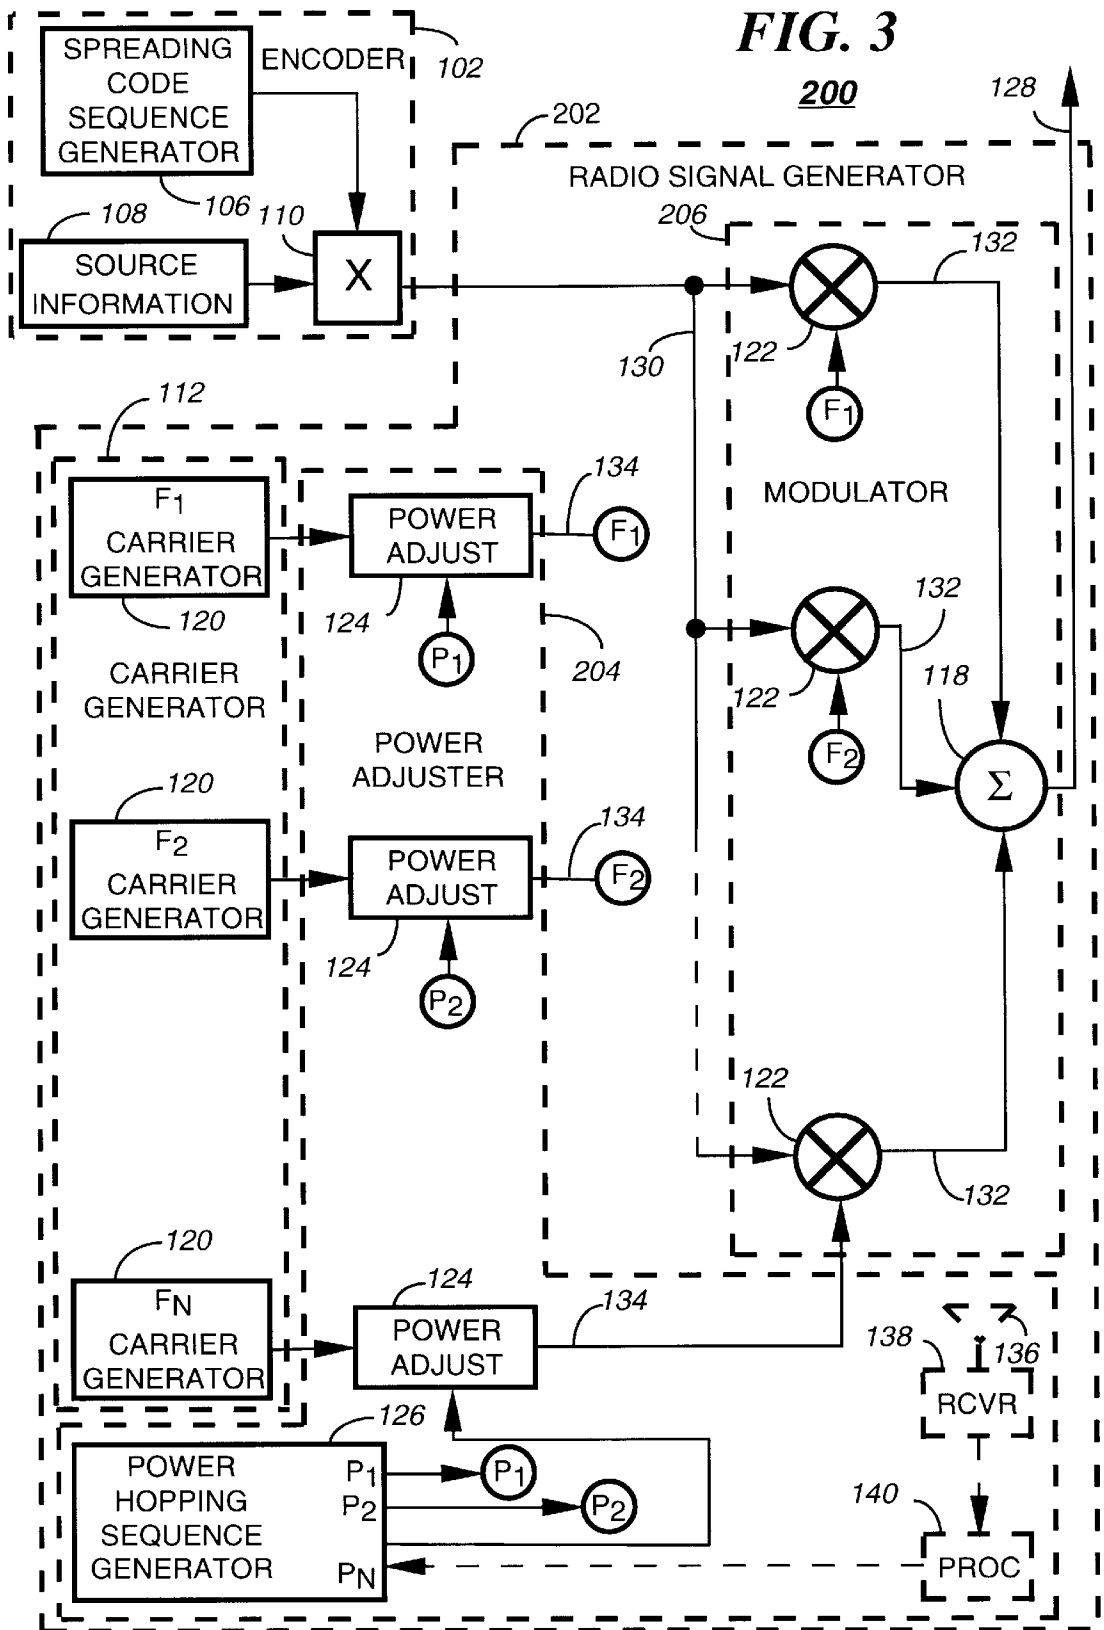 FIG. 3
200
SPREADING
CODE
SEQUENCE
GENERATOR
ENCODER
102
106
108
110
SOURCE
INFORMATION
X
128
202
RADIO SIGNAL GENERATOR
206
132
122
130
F1
MODULATOR
112
F1
CARRIER
GENERATOR
120
POWER
ADJUST
124
P1
134
F1
204
CARRIER
GENERATOR
POWER
ADJUSTER
132
122
F2
118
Σ
120
F2
CARRIER
GENERATOR
POWER
ADJUST
124
P2
134
F2
122
132
120
FN
CARRIER
GENERATOR
124
POWER
ADJUST
134
136
138
RCVR
126
POWER
HOPPING
SEQUENCE
GENERATOR
P1
P2
PN
P1
P2
140
PROC